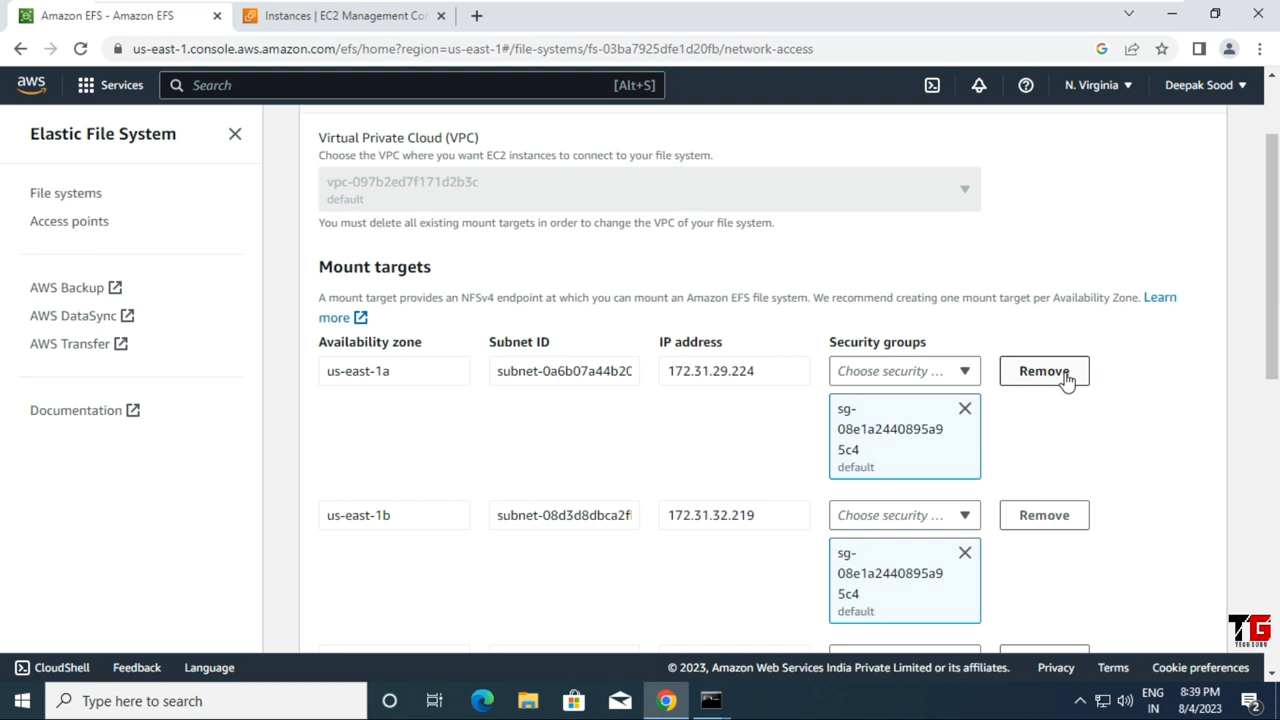 Amazon EFS - Amazon EFS
Instances | EC2 Management Cor
us-east-1.console.aws.amazon.com/efs/home?region=us-east-1#/file-systems/fs-03ba7925dfe1d20fb/network-access
aws
Services
Search
[Alt+S]
N. Virginia
Deepak Sood
Elastic File System
File systems
Access points
AWS Backup
AWS DataSync
AWS Transfer
Documentation
Virtual Private Cloud (VPC)
Choose the VPC where you want EC2 instances to connect to your file system.
vpc-097b2ed7f171d2b3c
default
You must delete all existing mount targets in order to change the VPC of your file system.
Mount targets
A mount target provides an NFSv4 endpoint at which you can mount an Amazon EFS file system. We recommend creating one mount target per Availability Zone. Learn
more
Availability zone Subnet ID IP address Security groups
us-east-1a subnet-0a6b07a44b2C 172.31.29.224 Choose security ... Remove
sg-
08e1a2440895a9
5c4
default
us-east-1b subnet-08d3d8dbca2fl 172.31.32.219 Choose security ... Remove
sg-
08e1a2440895a9
5c4
default
TG
TECH GURU
CloudShell Feedback Language © 2023, Amazon Web Services India Private Limited or its affiliates. Privacy Terms Cookie preferences
Type here to search
ENG
IN
8:39 PM
8/4/2023
2